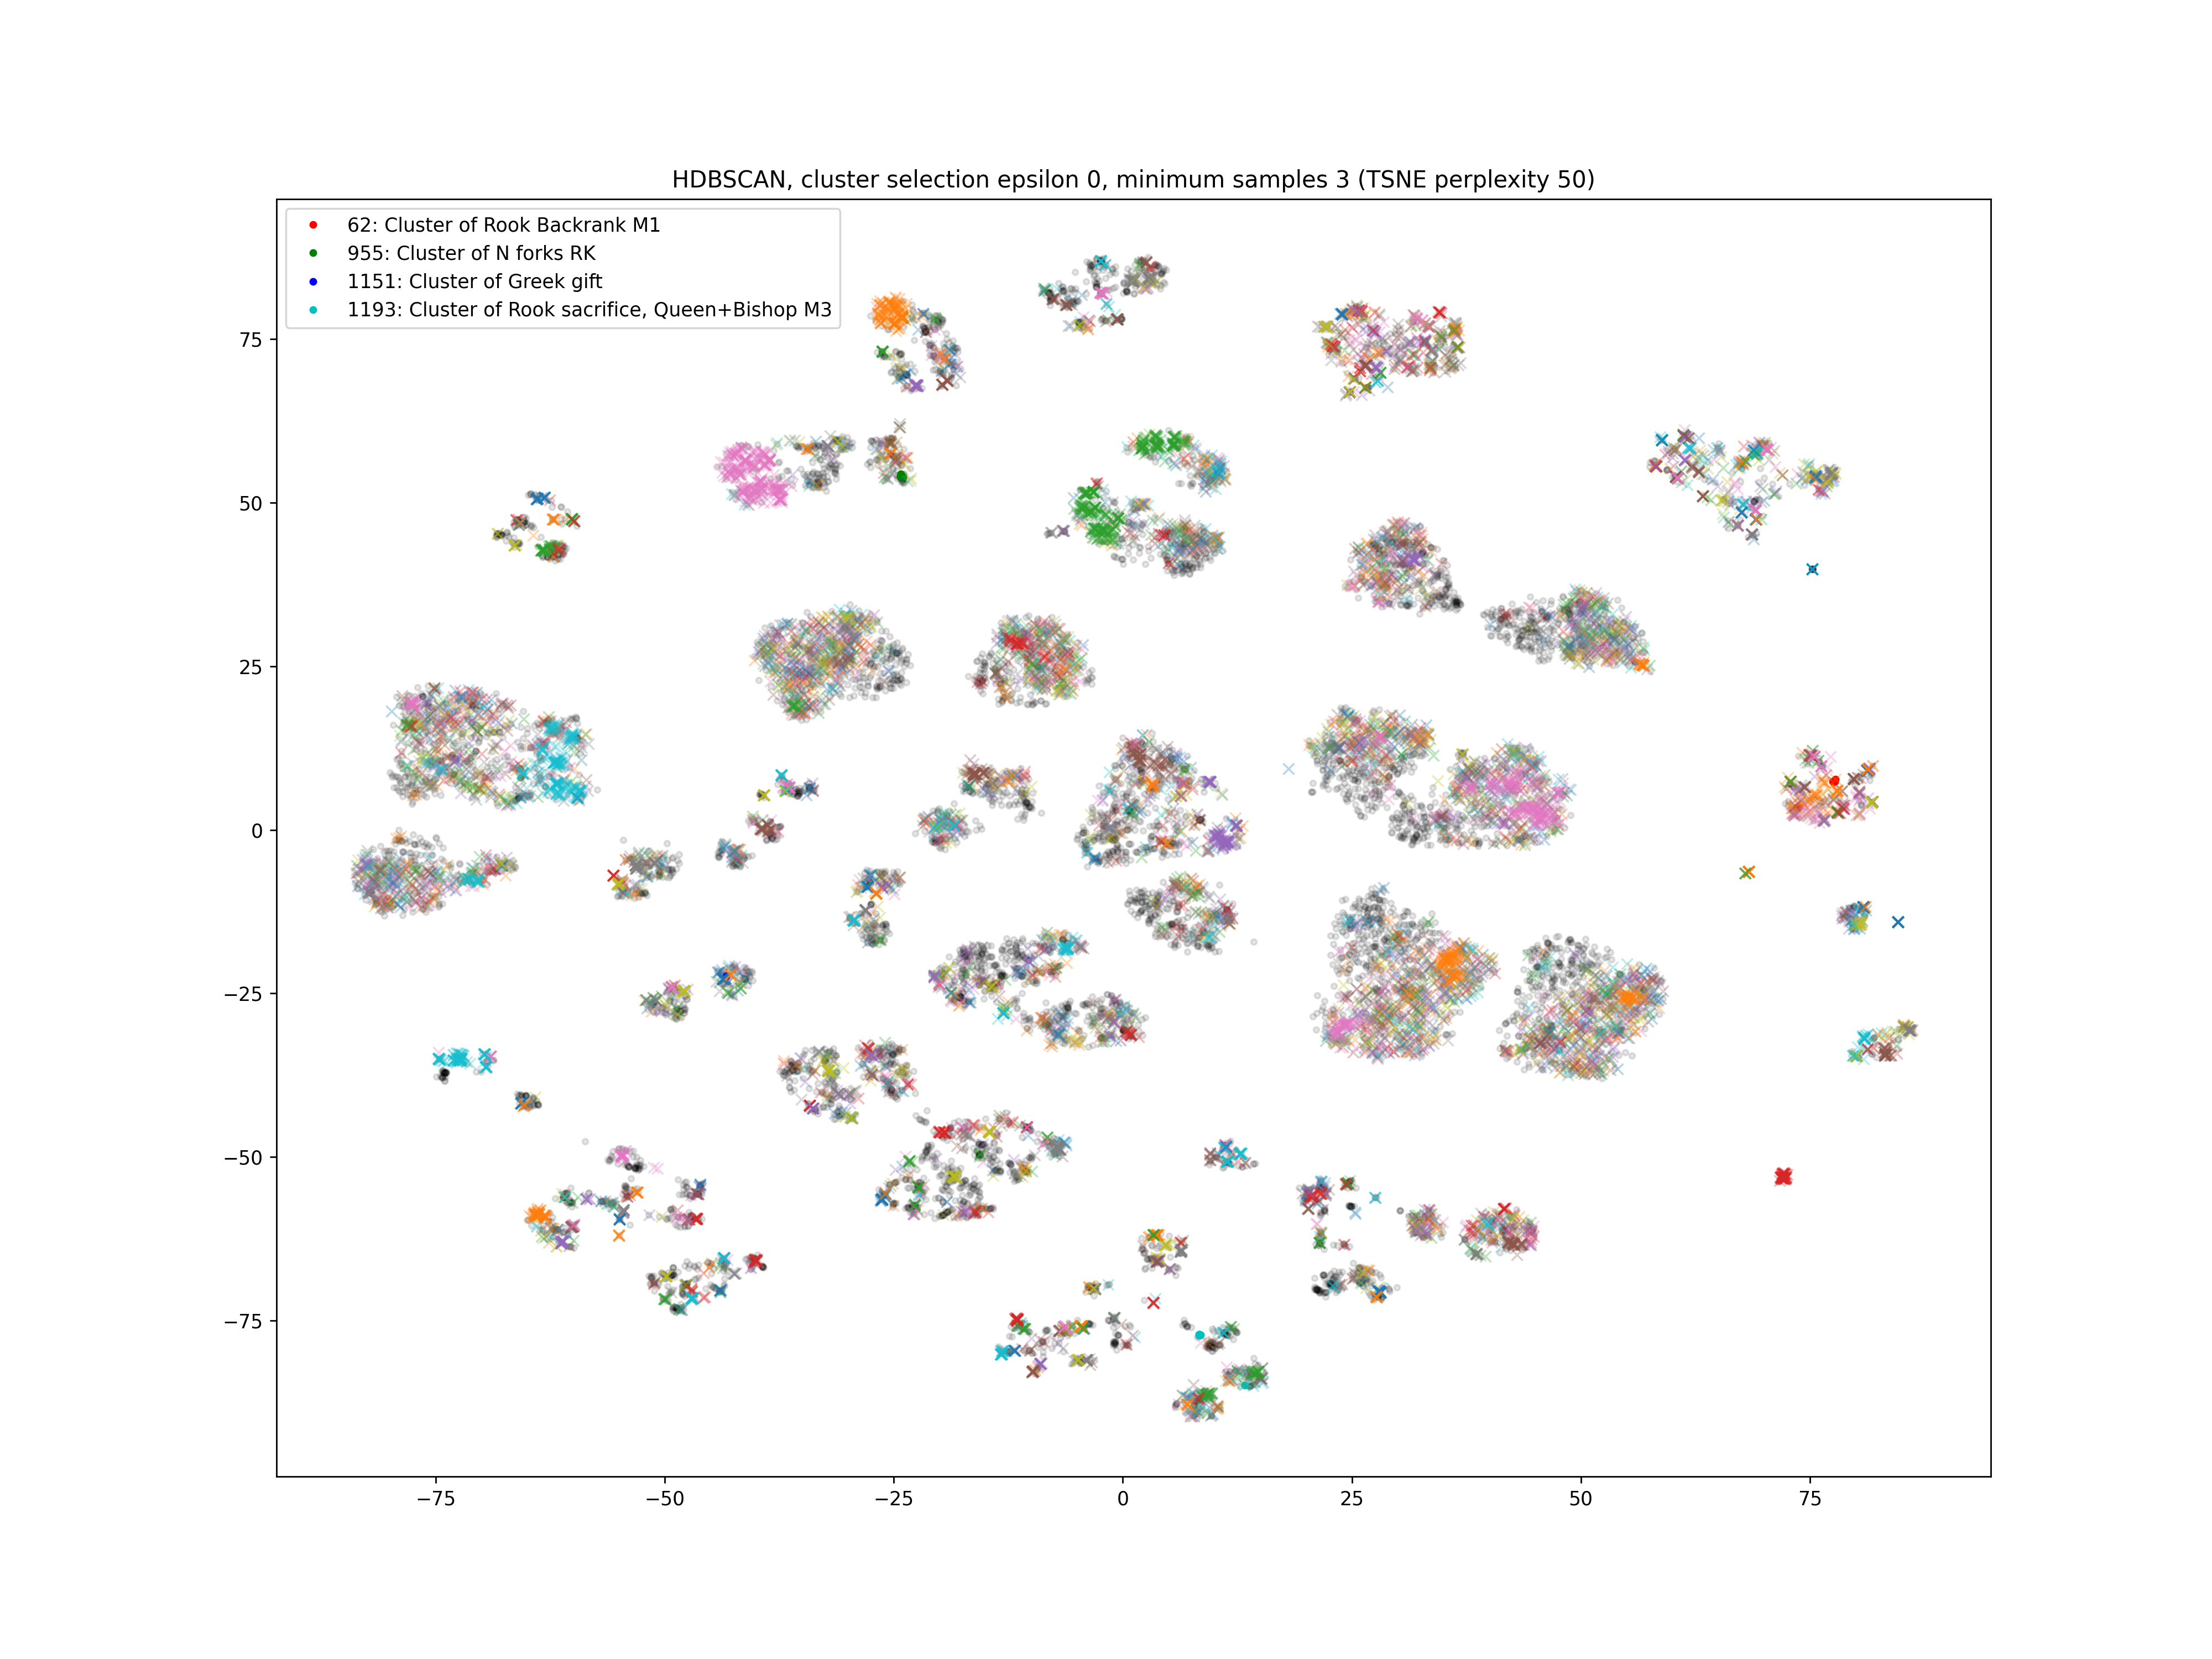 HDBSCAN, cluster selection epsilon 0, minimum samples 3 (TSNE perplexity 50)
62: Cluster of Rook Backrank M1
955: Cluster of N forks RK
1151: Cluster of Greek gift
1193: Cluster of Rook sacrifice, Queen+Bishop M3
75
50
25
0
−25
−50
−75
−75 −50 −25 0 25 50 75